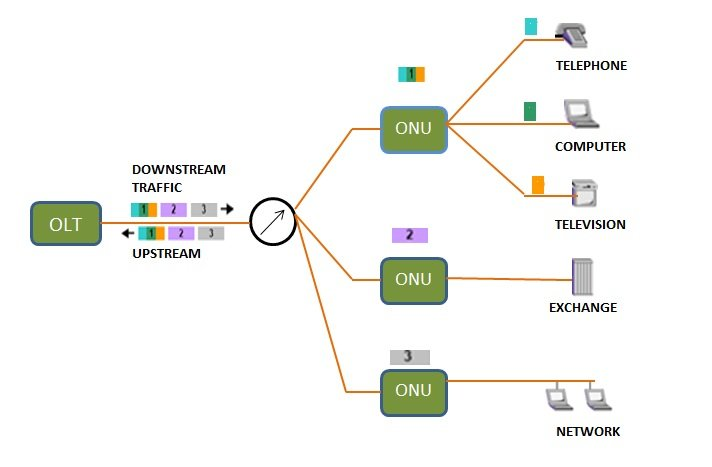 TELEPHONE
1
ONU
COMPUTER
DOWNSTREAM
TRAFFIC
1 2 3
OLT
1 2 3
UPSTREAM
TELEVISION
2
ONU
EXCHANGE
3
ONU
NETWORK